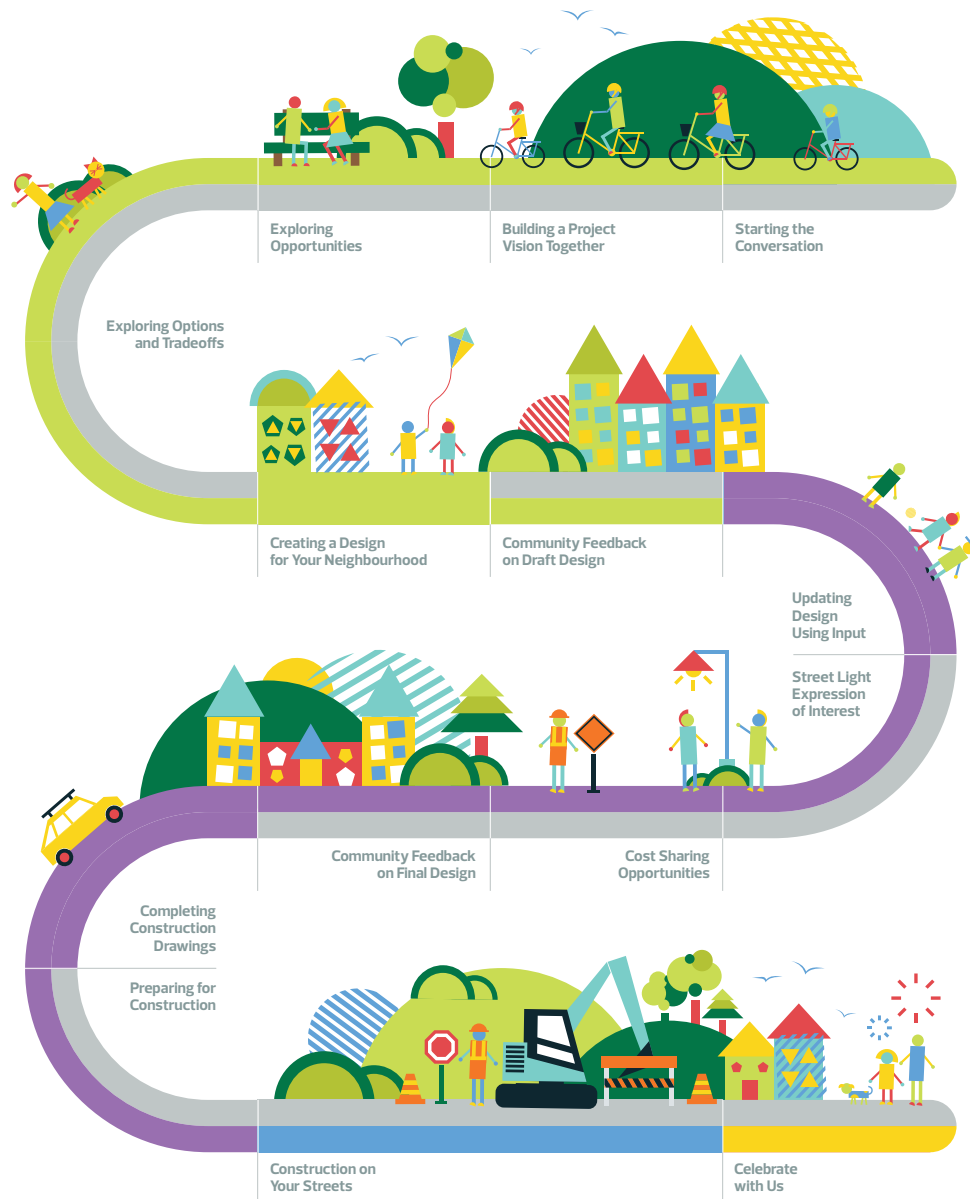 Exploring
Opportunities
Building a Project
Vision Together
Starting the
Conversation
Exploring Options
and Tradeoffs
Creating a Design
for Your Neighbourhood
Community Feedback
on Draft Design
Updating
Design
Using Input
Street Light
Expression
of Interest
Community Feedback
on Final Design
Cost Sharing
Opportunities
Completing
Construction
Drawings
Preparing for
Construction
Construction on
Your Streets
Celebrate
with Us